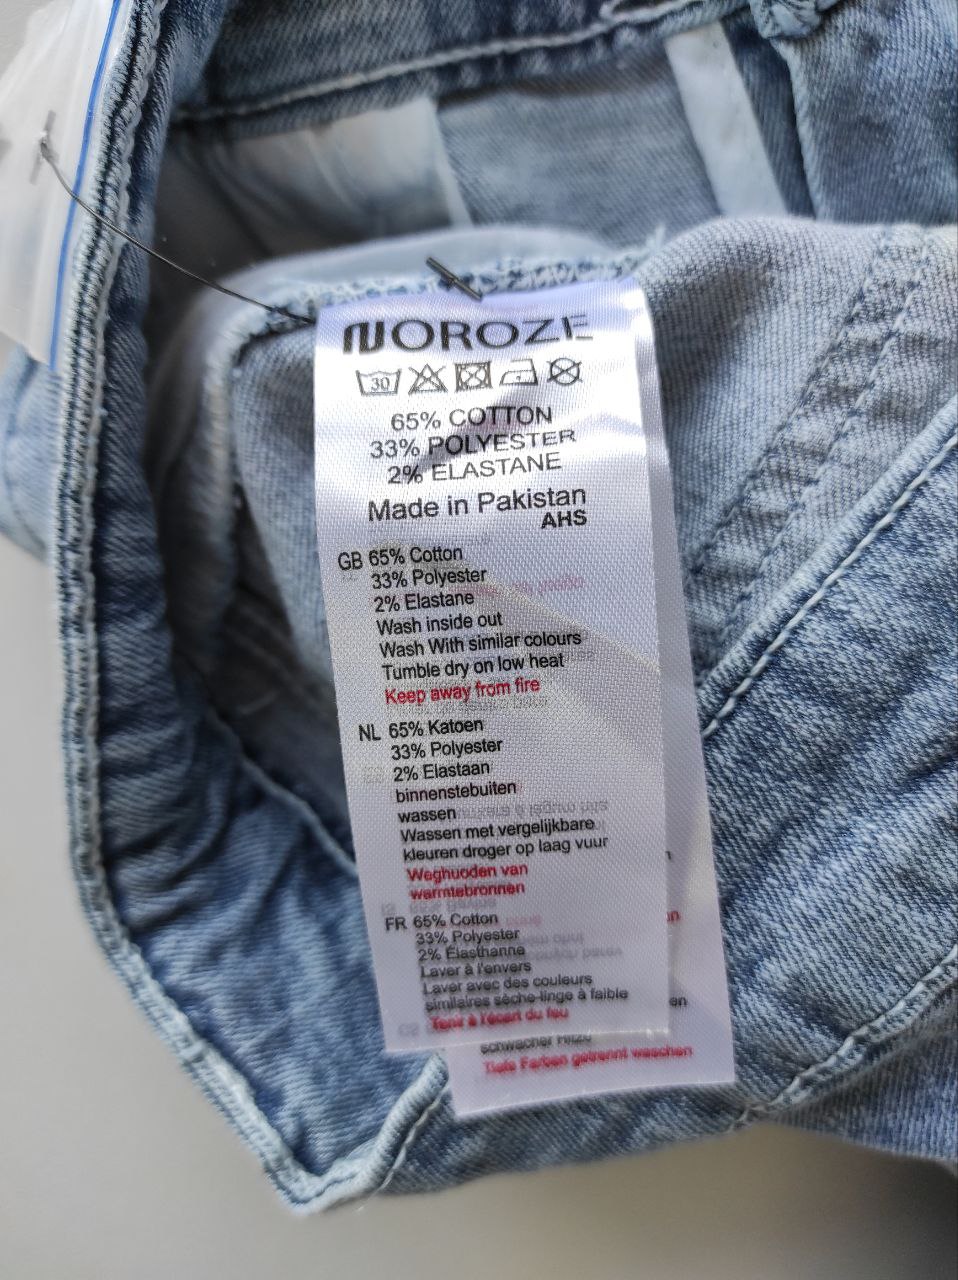 NOROZE
30
65% COTTON
33% POLYESTER
2% ELASTANE
Made in Pakistan
AHS
GB 65% Cotton
33% Polyester
2% Elastane
Wash inside out
Wash With similar colours
Tumble dry on low heat
Keep away from fire
NL 65% Katoen
33% Polyester
2% Elastaan
binnenstebuiten
wassen
Wassen met vergelijkbare
kleuren droger op laag vuur
Weghuoden van
warmtebronnen
FR 65% Cotton
33% Polyester
2% Élasthanne
Laver à l'envers
Laver avec des couleurs
similaires sèche-linge à faible
Tenir à l'écart du feu
schwacher Hitze
Tiefe Farben getrennt waschen